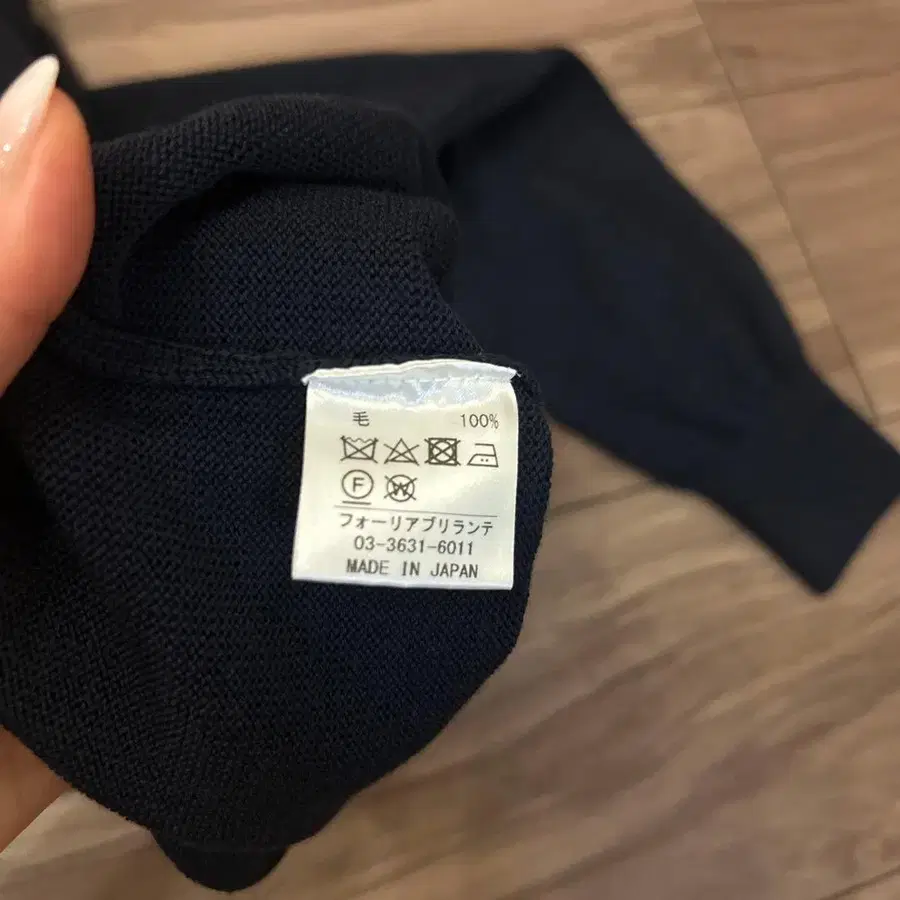 毛 100%
F W
フォーリアブリランテ
03-3631-6011
MADE IN JAPAN